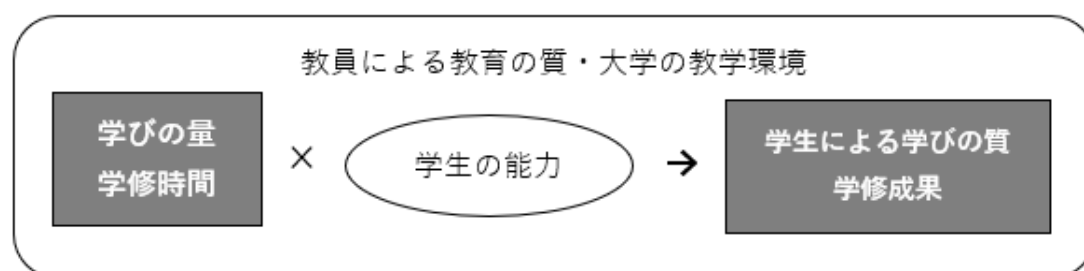 教員による教育の質・大学の教学環境
学びの量
学修時間
×
学生の能力
→
学生による学びの質
学修成果